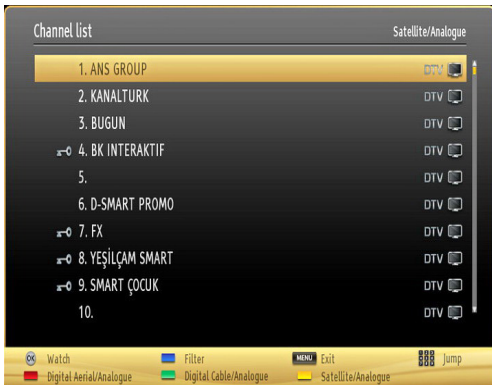 Channel list Satellite/Analogue
1. ANS GROUP DTV
2. KANALTURK DTV
3. BUGUN DTV
4. BK INTERAKTIF DTV
5. DTV
6. D-SMART PROMO DTV
7. FX DTV
8. YEŞİLÇAM SMART DTV
9. SMART ÇOCUK DTV
10. DTV
OK Watch Filter MENU Exit Jump
Digital Aerial/Analogue Digital Cable/Analogue Satellite/Analogue